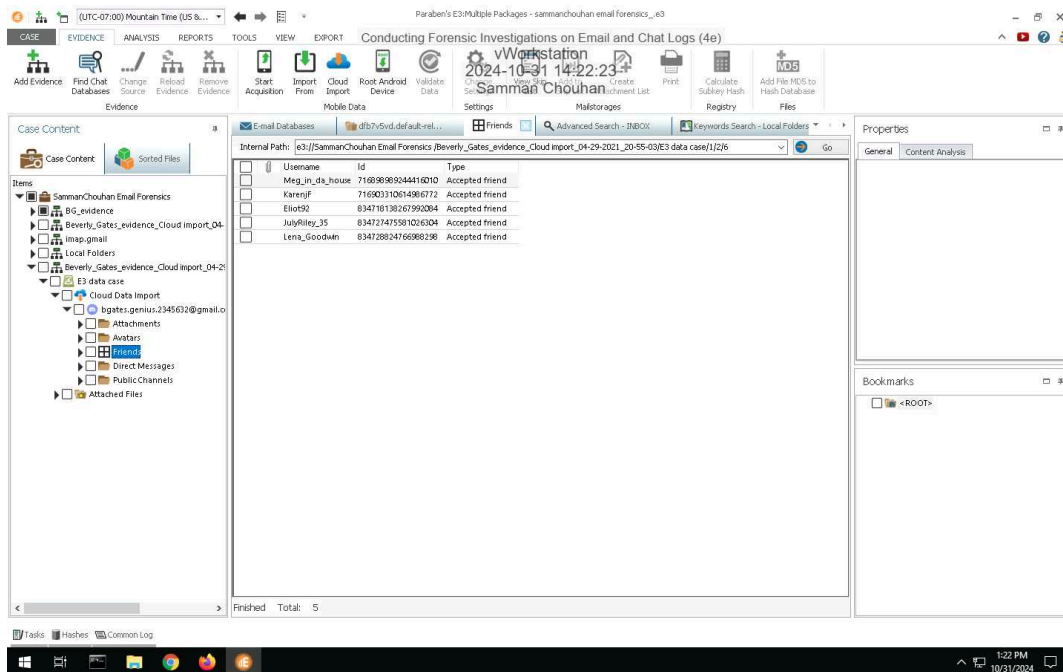 (UTC-07:00) Mountain Time (US &...
Paraben's E3:Multiple Packages - sammanchouhan email forensics_.e3
CASE EVIDENCE ANALYSIS REPORTS TOOLS VIEW EXPORT
Conducting Forensic Investigations on Email and Chat Logs (4e)
vWorkstation
2024-10-31 14:22:23
Samman Chouhan
Add Evidence
Find Chat Databases
Change Source
Reload Evidence
Remove Evidence
Start Acquisition
Import From
Cloud Import
Root Android Device
Validate Data
Print
Calculate Subkey Hash
MD5
Add File MD5 to Hash Database
Evidence
Mobile Data
Settings
Mailstorages
Registry
Files
Case Content
Case Content
Sorted Files
Items
SammanChouhan Email Forensics
BG_evidence
Beverly_Gates_evidence_Cloud import_04-
imap.gmail
Local Folders
Beverly_Gates_evidence_Cloud import_04-29
E3 data case
Cloud Data Import
bgates.genius.2345632@gmail.c
Attachments
Avatars
Friends
Direct Messages
Public Channels
Attached Files
E-mail Databases
dfb7v5vd.default-rel...
Friends
Advanced Search - INBOX
Keywords Search - Local Folders
Internal Path: e3://SammanChouhan Email Forensics /Beverly_Gates_evidence_Cloud import_04-29-2021_20-55-03/E3 data case/1/2/6
Go
Username Id Type
Meg_in_da_house 716898989244416010 Accepted friend
KarenjF 716903310614986772 Accepted friend
Eliot92 834718138267992084 Accepted friend
JulyRiley_35 834727475581026304 Accepted friend
Lena_Goodwin 834728824766988298 Accepted friend
Finished Total: 5
Properties
General Content Analysis
Bookmarks
<ROOT>
Tasks Hashes Common Log
1:22 PM
10/31/2024